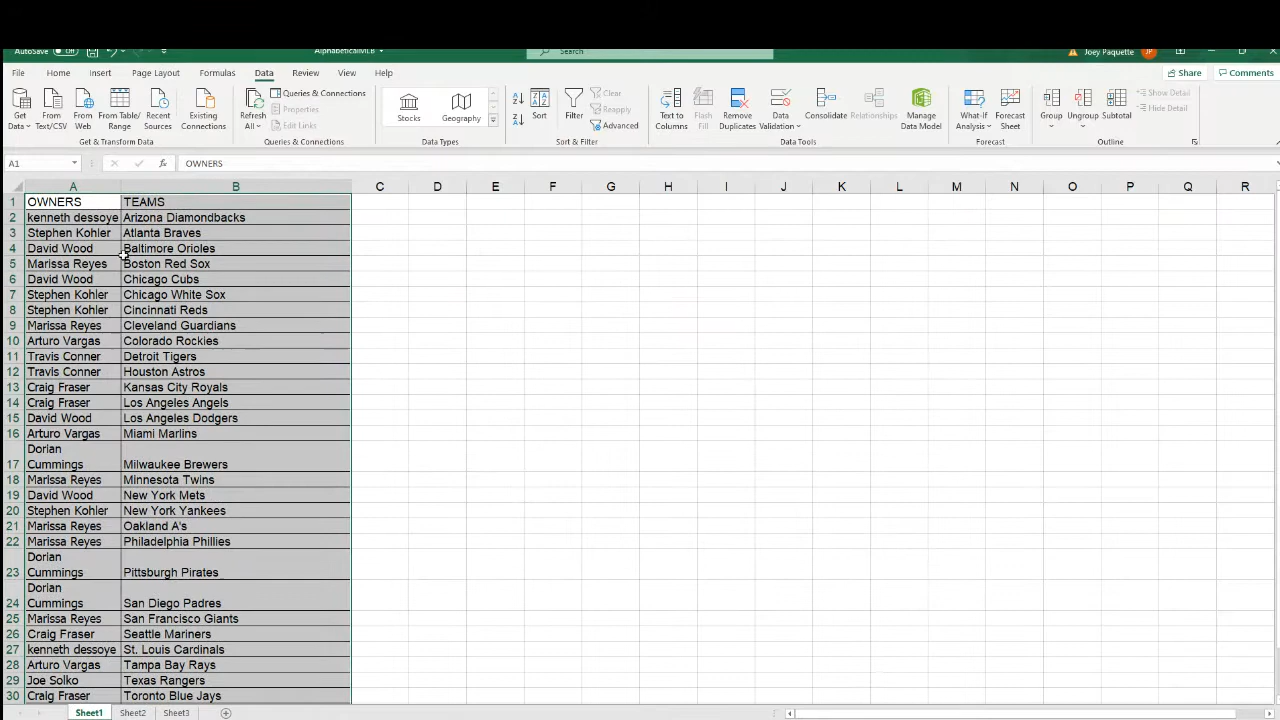 AutoSave Off AlphabeticalMLB Search Joey Paquette JP
File Home Insert Page Layout Formulas Data Review View Help Share Comments
Get Data From Text/CSV From Web From Table/Range Recent Sources Existing Connections
Get & Transform Data
Refresh All Queries & Connections Properties Edit Links
Queries & Connections
Stocks Geography
Data Types
Sort Filter Clear Reapply Advanced
Sort & Filter
Text to Columns Flash Fill Remove Duplicates Data Validation Consolidate Relationships Manage Data Model
Data Tools
What-If Analysis Forecast Sheet
Forecast
Group Ungroup Subtotal Show Detail Hide Detail
Outline
A1 fx OWNERS
A B C D E F G H I J K L M N O P Q R
1 OWNERS TEAMS
2 kenneth dessoye Arizona Diamondbacks
3 Stephen Kohler Atlanta Braves
4 David Wood Baltimore Orioles
5 Marissa Reyes Boston Red Sox
6 David Wood Chicago Cubs
7 Stephen Kohler Chicago White Sox
8 Stephen Kohler Cincinnati Reds
9 Marissa Reyes Cleveland Guardians
10 Arturo Vargas Colorado Rockies
11 Travis Conner Detroit Tigers
12 Travis Conner Houston Astros
13 Craig Fraser Kansas City Royals
14 Craig Fraser Los Angeles Angels
15 David Wood Los Angeles Dodgers
16 Arturo Vargas Miami Marlins
Dorian
17 Cummings Milwaukee Brewers
18 Marissa Reyes Minnesota Twins
19 David Wood New York Mets
20 Stephen Kohler New York Yankees
21 Marissa Reyes Oakland A's
22 Marissa Reyes Philadelphia Phillies
Dorian
23 Cummings Pittsburgh Pirates
Dorian
24 Cummings San Diego Padres
25 Marissa Reyes San Francisco Giants
26 Craig Fraser Seattle Mariners
27 kenneth dessoye St. Louis Cardinals
28 Arturo Vargas Tampa Bay Rays
29 Joe Solko Texas Rangers
30 Craig Fraser Toronto Blue Jays
Sheet1 Sheet2 Sheet3